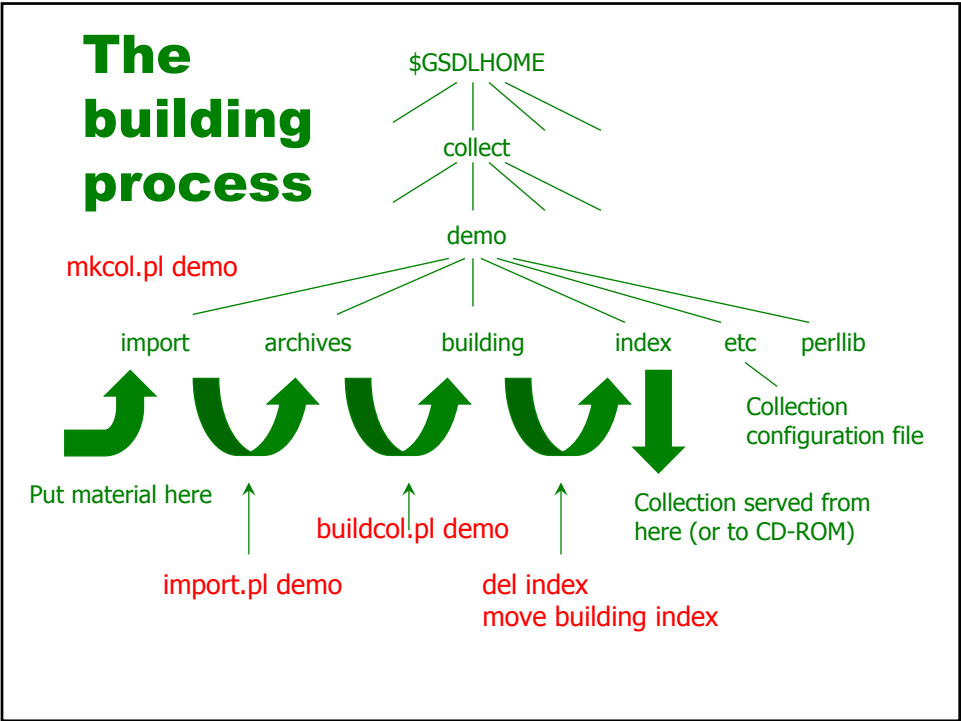 The
building
process
$GSDLHOME
collect
demo
mkcol.pl demo
import
archives
building
index
etc
perllib
Collection
configuration file
Put material here
Collection served from
here (or to CD-ROM)
buildcol.pl demo
import.pl demo
del index
move building index